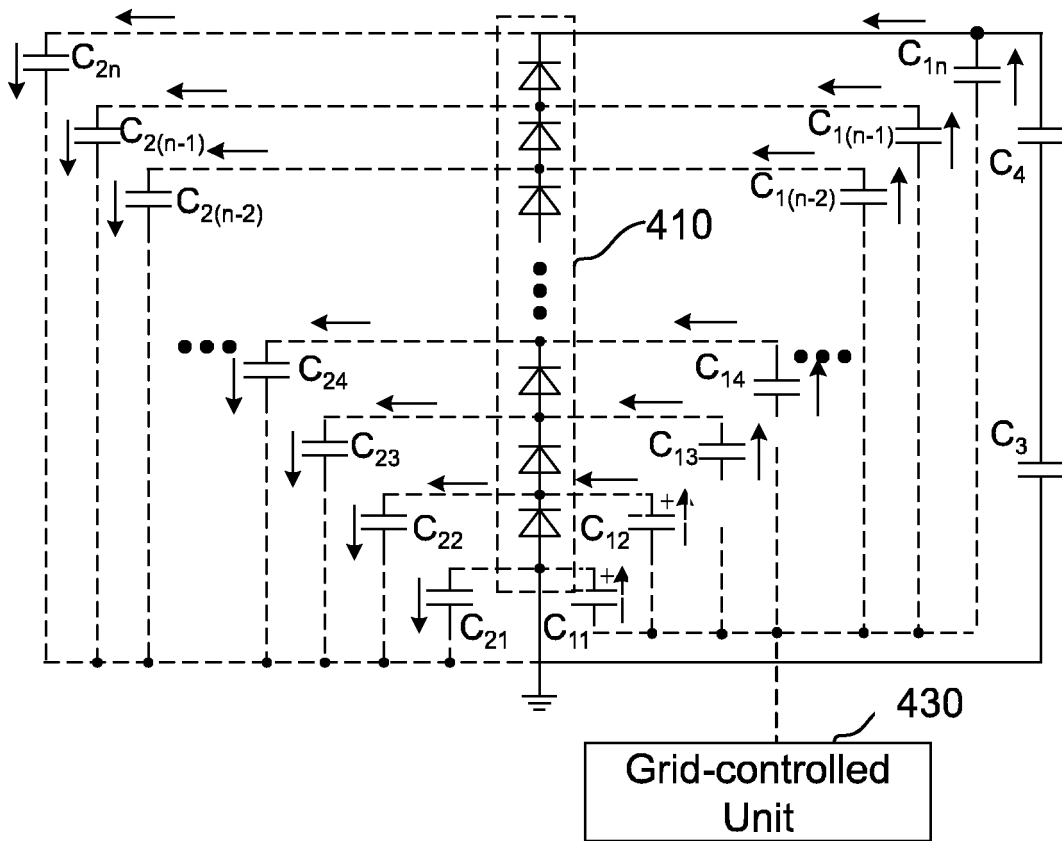 C2n
C1n
C2(n-1)
C1(n-1)
C4
C2(n-2)
C1(n-2)
410
C24
C14
C23
C13
C3
C22
+
C12
+
C21
C11
430
Grid-controlled
Unit